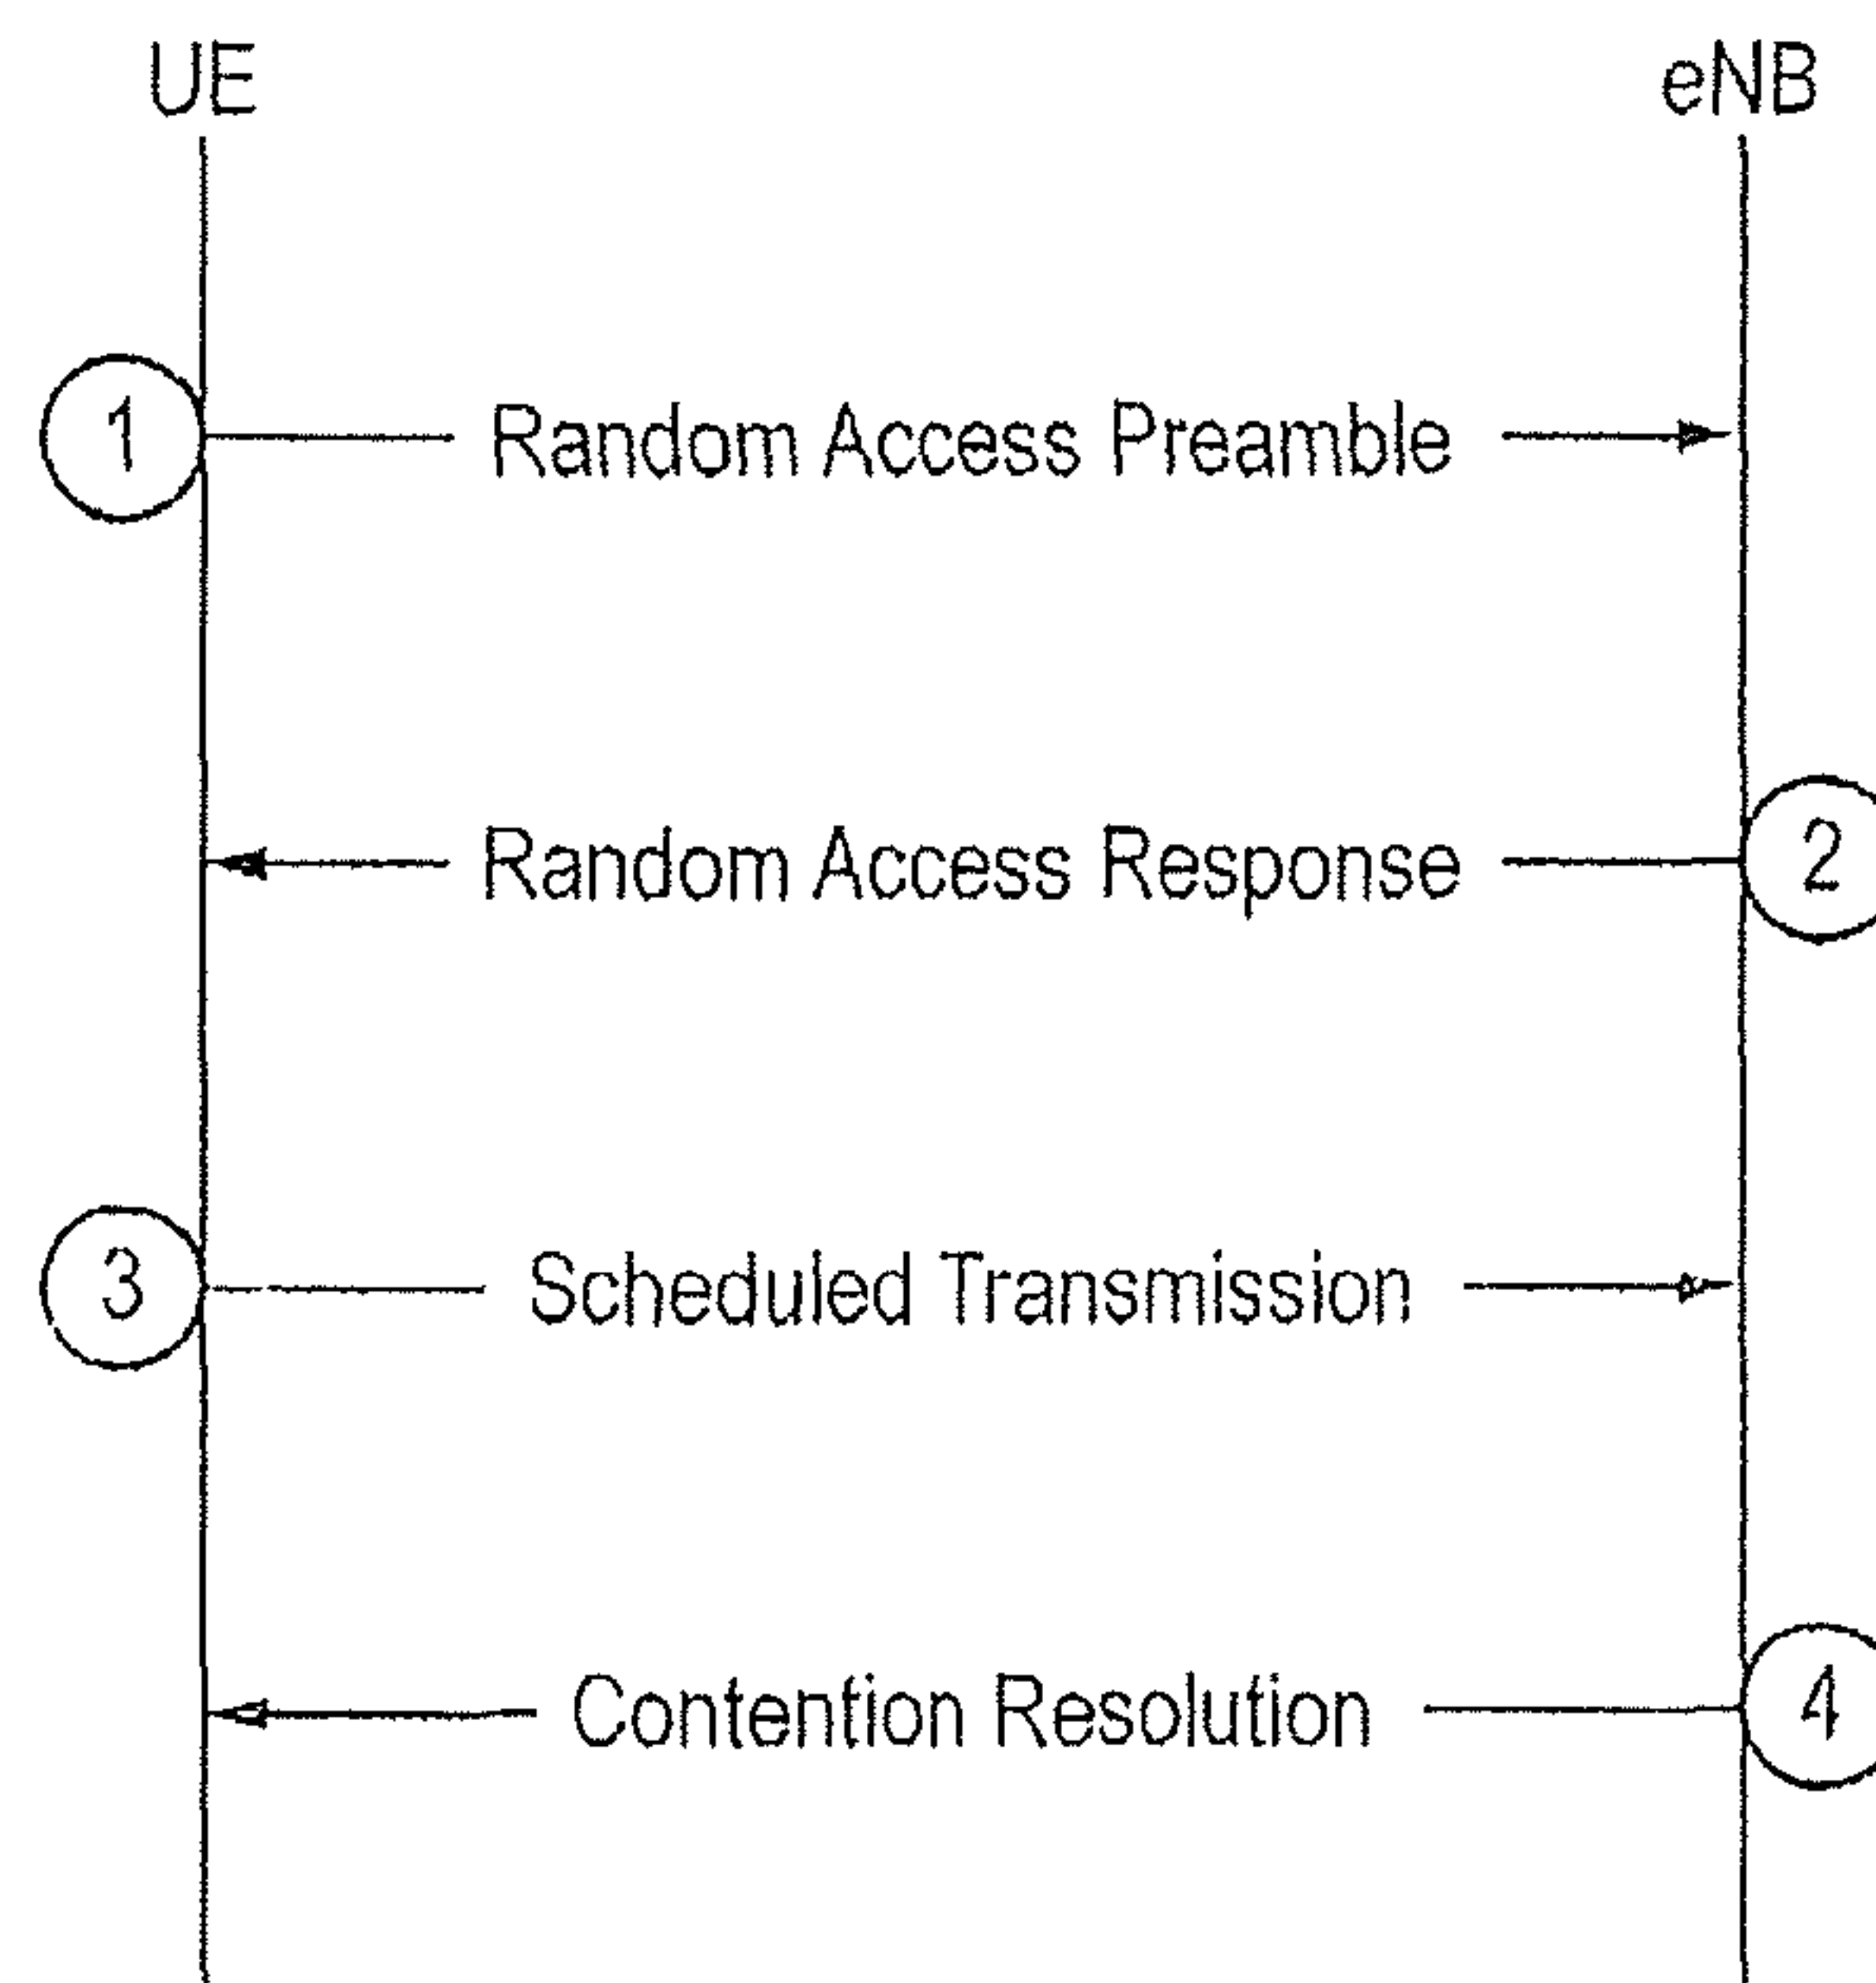 UE eNB
1 Random Access Preamble
Random Access Response 2
3 Scheduled Transmission
Contention Resolution 4